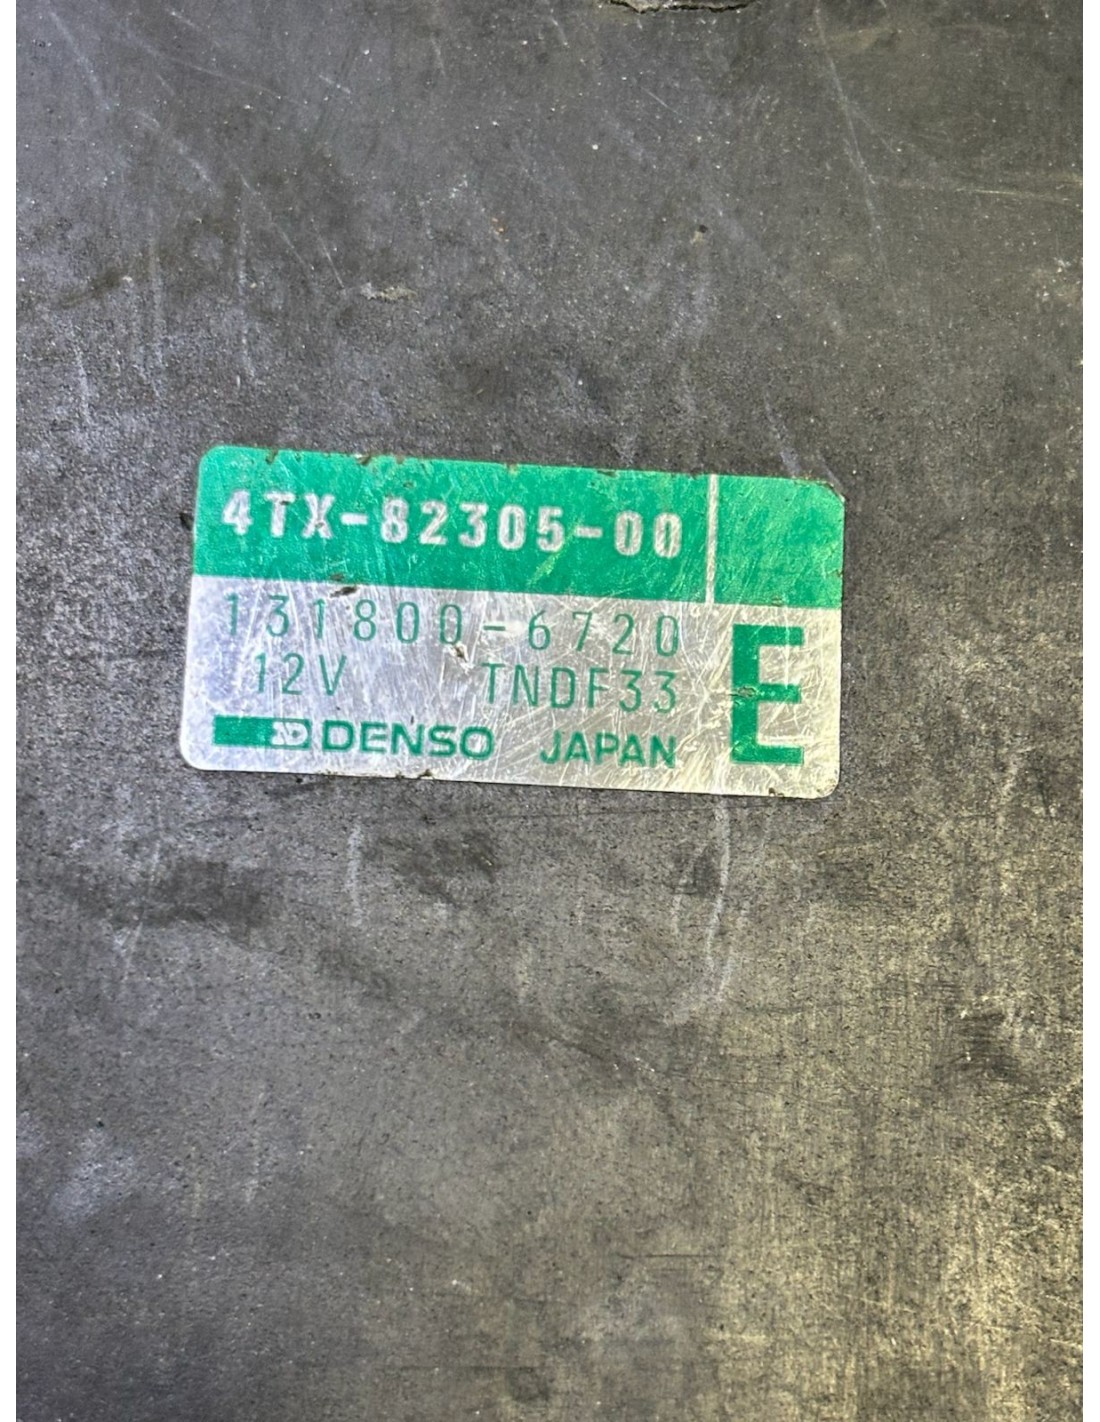 4TX-82305-00
131800-6720
12V TNDF33
DENSO JAPAN
E